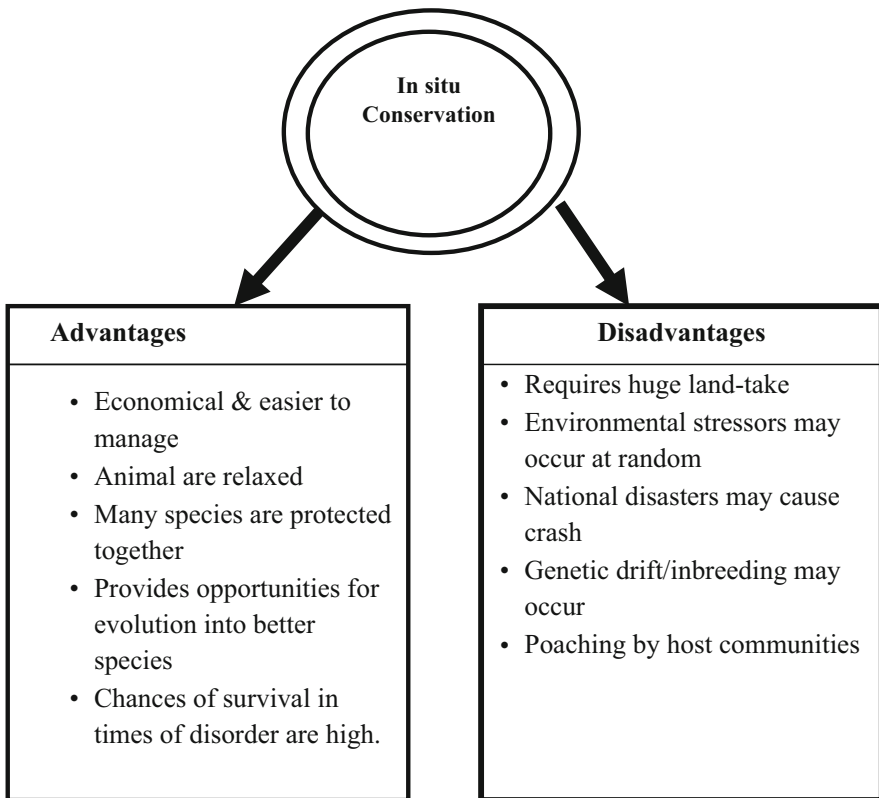 In situ
Conservation
Advantages
• Economical & easier to
manage
• Animal are relaxed
• Many species are protected
together
• Provides opportunities for
evolution into better
species
• Chances of survival in
times of disorder are high.
Disadvantages
• Requires huge land-take
• Environmental stressors may
occur at random
• National disasters may cause
crash
• Genetic drift/inbreeding may
occur
• Poaching by host communities